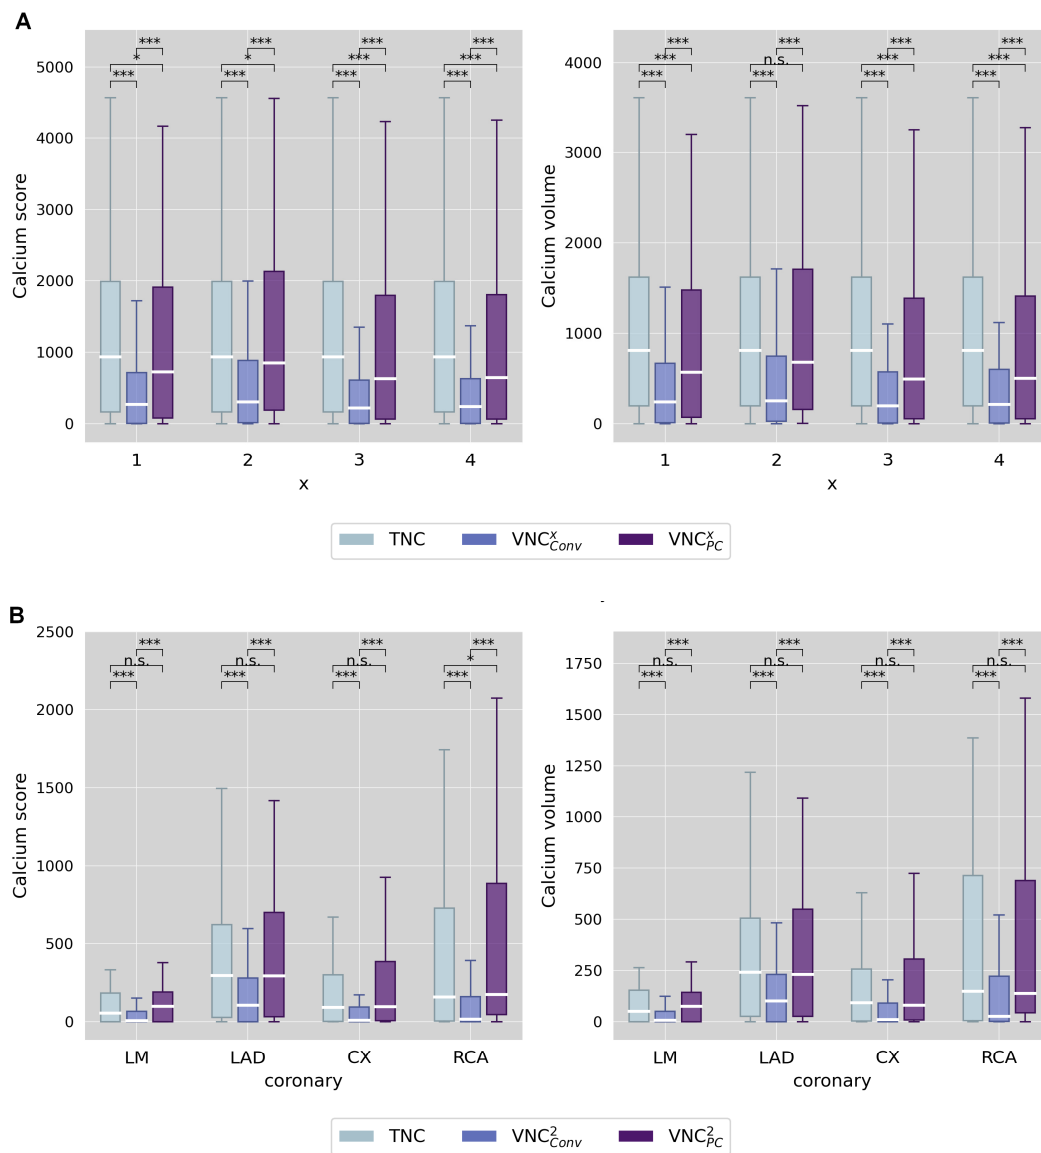 A
*** *** *** ***
* * *** ***
*** *** *** ***
5000
4000
3000
2000
1000
0
Calcium score
1 2 3 4
x
*** *** *** ***
*** n.s. *** ***
*** *** *** ***
4000
3000
2000
1000
0
Calcium volume
1 2 3 4
x
TNC VNC^x_Conv VNC^x_PC
B
*** *** *** ***
n.s. n.s. n.s. *
*** *** *** ***
2500
2000
1500
1000
500
0
Calcium score
LM LAD CX RCA
coronary
*** *** *** ***
n.s. n.s. n.s. n.s.
*** *** *** ***
1750
1500
1250
1000
750
500
250
0
Calcium volume
LM LAD CX RCA
coronary
TNC VNC^2_Conv VNC^2_PC